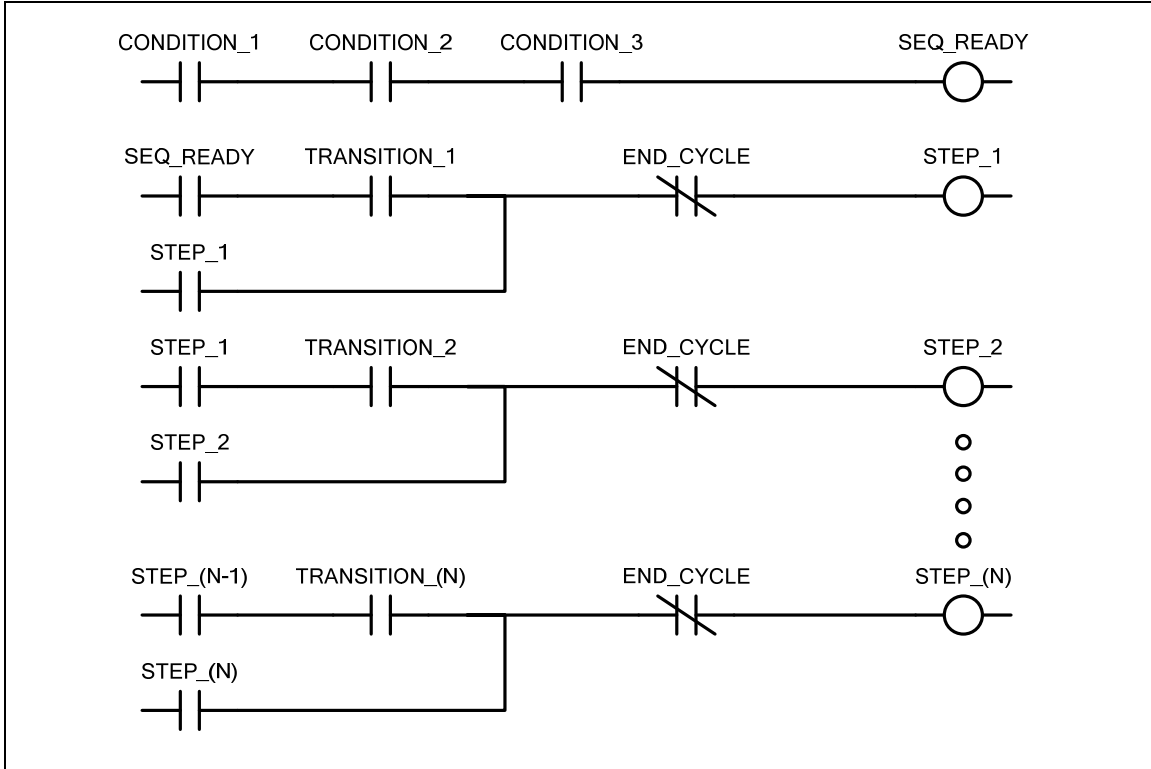 CONDITION_1 CONDITION_2 CONDITION_3 SEQ_READY
SEQ_READY TRANSITION_1 END_CYCLE STEP_1
STEP_1
STEP_1 TRANSITION_2 END_CYCLE STEP_2
STEP_2
STEP_(N-1) TRANSITION_(N) END_CYCLE STEP_(N)
STEP_(N)